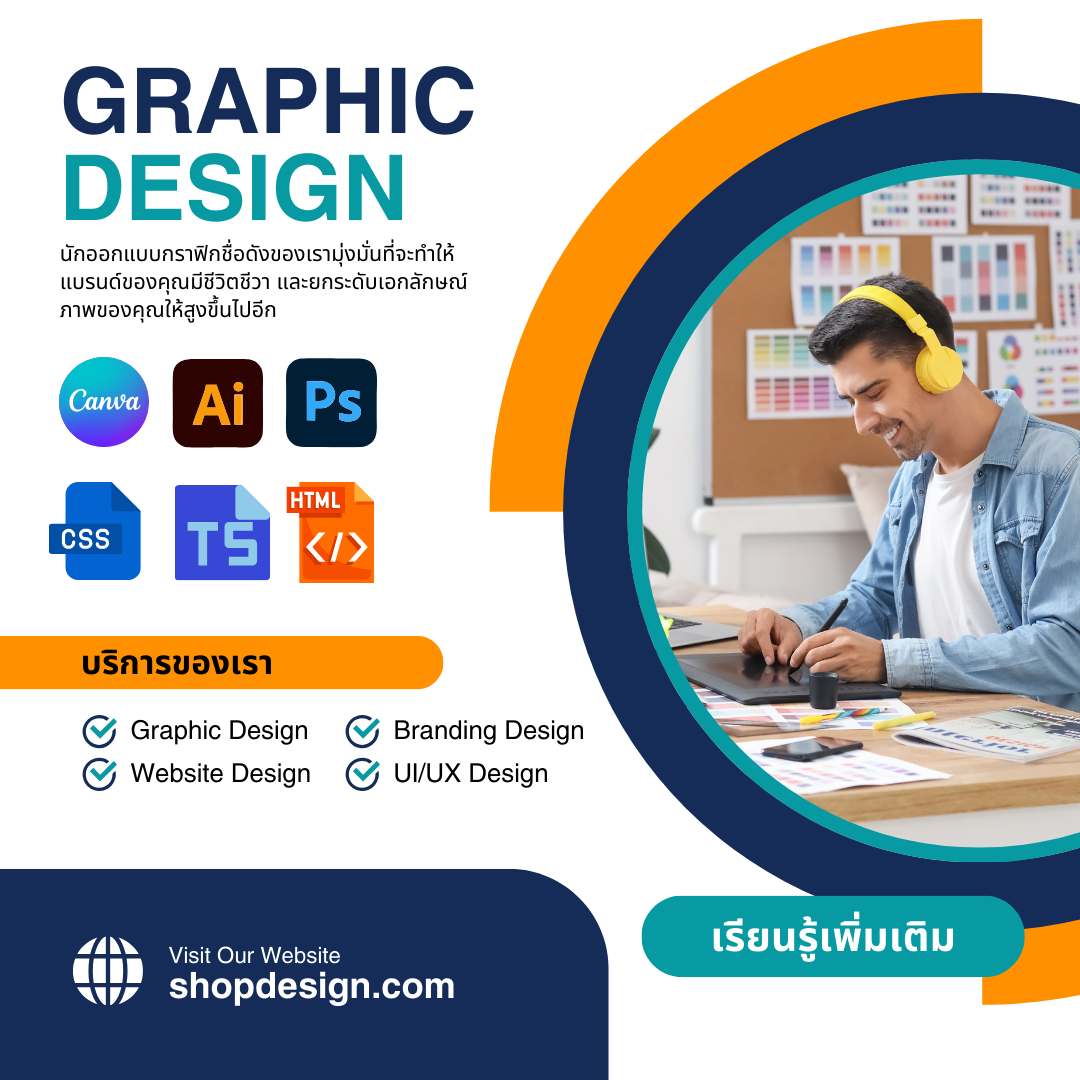 GRAPHIC
DESIGN
นักออกแบบกราฟิกชื่อดังของเรามุ่งมั่นที่จะทำให้
แบรนด์ของคุณมีชีวิตชีวา และยกระดับเอกลักษณ์
ภาพของคุณให้สูงขึ้นไปอีก
Canva
Ai
Ps
CSS
TS
HTML
</>
บริการของเรา
Graphic Design
Branding Design
Website Design
UI/UX Design
เรียนรู้เพิ่มเติม
Visit Our Website
shopdesign.com